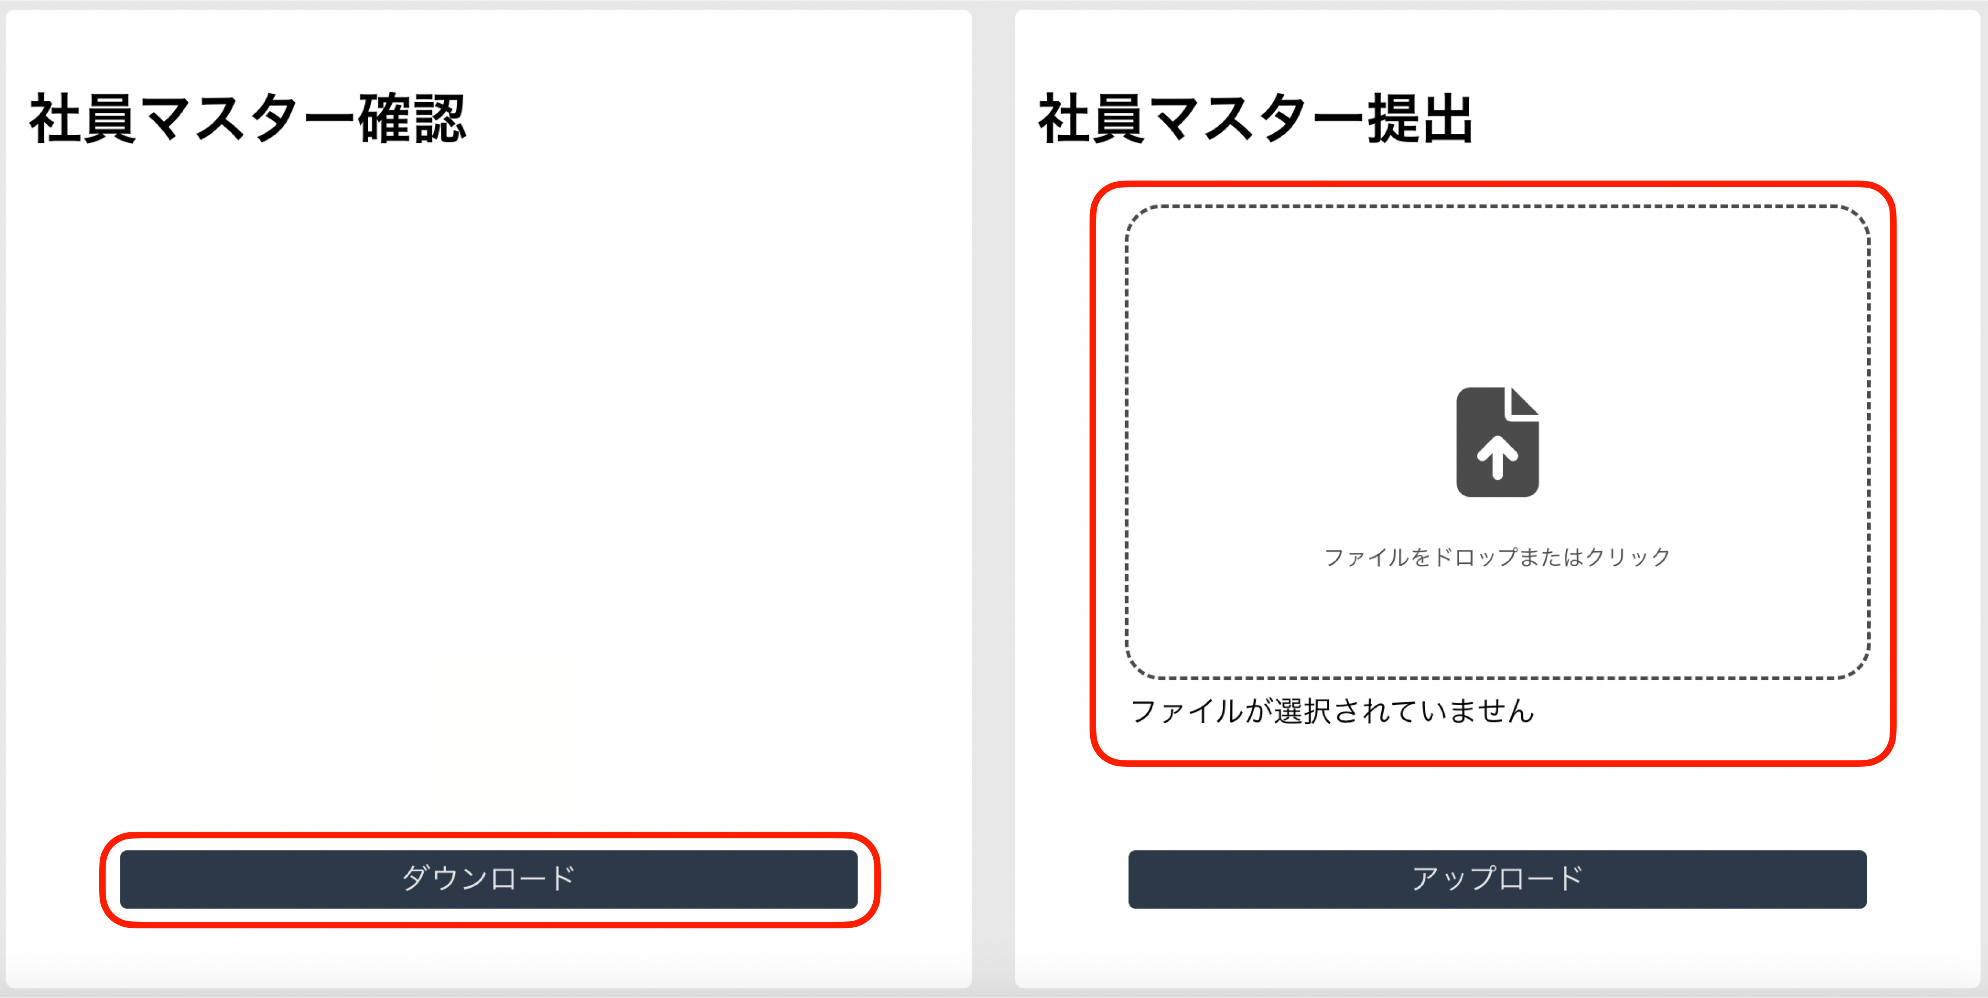 社員マスター確認
ダウンロード
社員マスター提出
ファイルをドロップまたはクリック
ファイルが選択されていません
アップロード